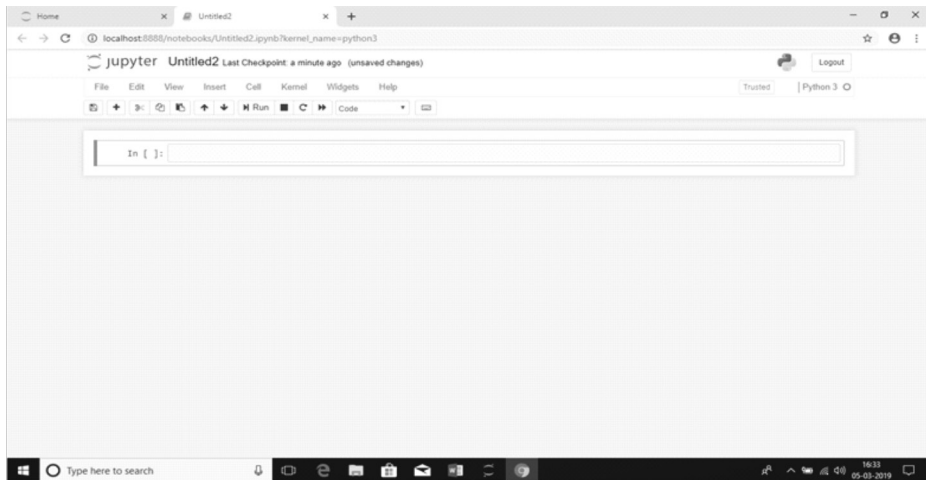 Home
Untitled2
localhost:8888/notebooks/Untitled2.ipynb?kernel_name=python3
jupyter Untitled2 Last Checkpoint: a minute ago (unsaved changes)
Logout
File Edit View Insert Cell Kernel Widgets Help
Trusted
Python 3
Run
Code
In [ ]:
Type here to search
16:33
05-03-2019